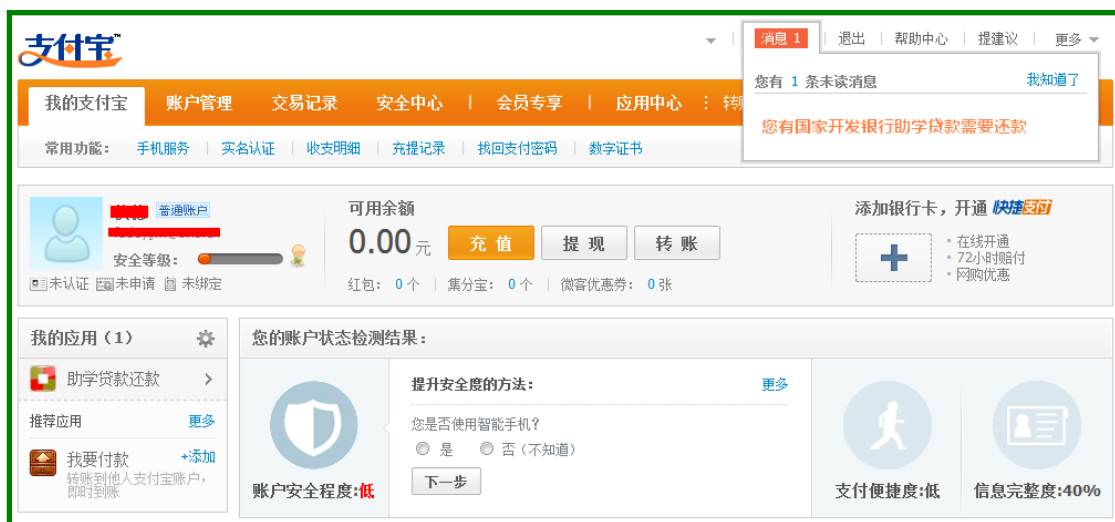 支付宝
消息 1
退出
帮助中心
提建议
更多
您有 1 条未读消息
我知道了
您有国家开发银行助学贷款需要还款
我的支付宝 账户管理 交易记录 安全中心 会员专享 应用中心
常用功能： 手机服务 实名认证 收支明细 充提记录 找回支付密码 数字证书
普通账户
安全等级：
未认证 未申请 未绑定
可用余额
0.00 元 充 值 提 现 转 账
红包： 0 个 集分宝： 0 个 微客优惠券： 0 张
添加银行卡，开通 快捷支付
在线开通
72小时赔付
网购优惠
我的应用（1）
助学贷款还款
推荐应用 更多
我要付款 +添加
转账到他人支付宝账户，
即时到账
您的账户状态检测结果：
账户安全程度:低
提升安全度的方法： 更多
您是否使用智能手机?
是 否（不知道）
下一步
支付便捷度:低
信息完整度:40%